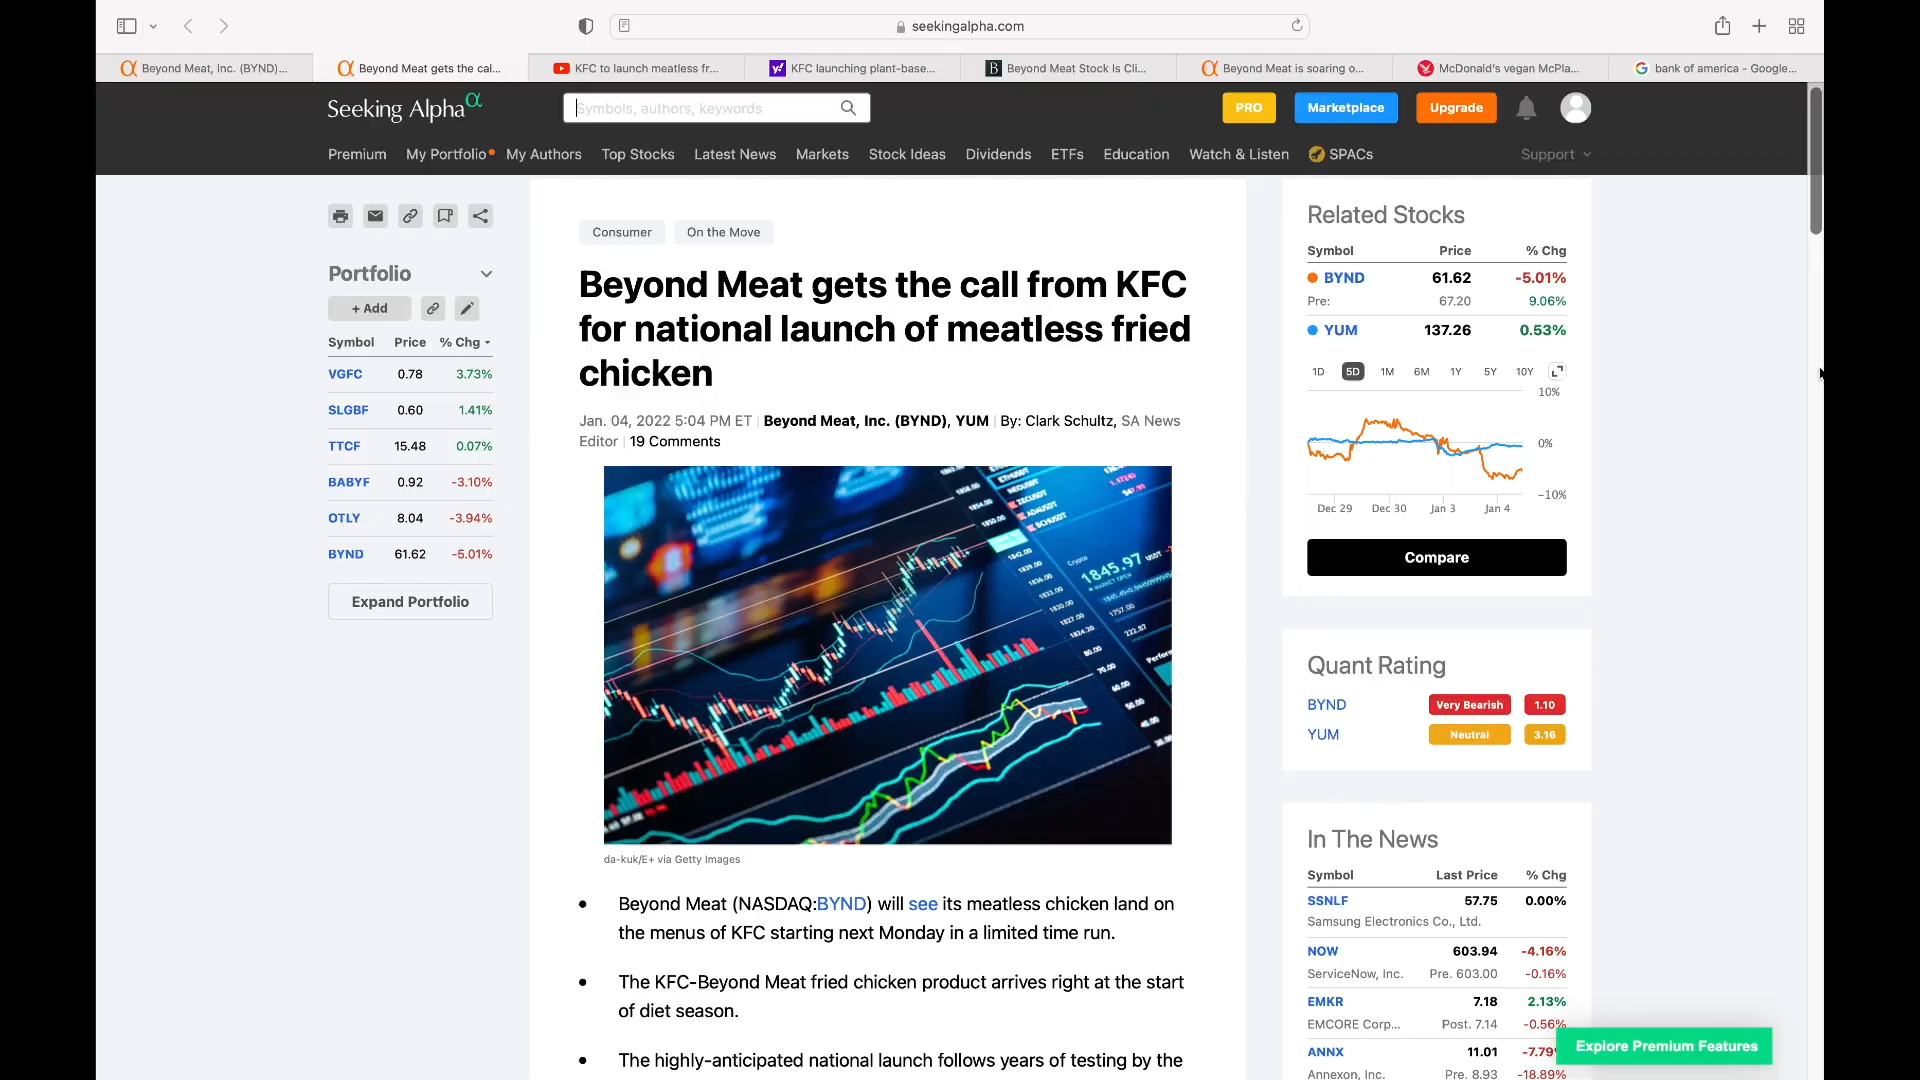 seekingalpha.com
Beyond Meat, Inc. (BYND)...
Beyond Meat gets the cal...
KFC to launch meatless fr...
KFC launching plant-base...
Beyond Meat Stock Is Cli...
Beyond Meat is soaring o...
McDonald's vegan McPla...
bank of america - Google...
Seeking Alpha α
Symbols, authors, keywords
PRO
Marketplace
Upgrade
Premium
My Portfolio
My Authors
Top Stocks
Latest News
Markets
Stock Ideas
Dividends
ETFs
Education
Watch & Listen
SPACs
Support
Portfolio
+ Add
Symbol Price % Chg
VGFC 0.78 3.73%
SLGBF 0.60 1.41%
TTCF 15.48 0.07%
BABYF 0.92 -3.10%
OTLY 8.04 -3.94%
BYND 61.62 -5.01%
Expand Portfolio
Consumer
On the Move
Beyond Meat gets the call from KFC
for national launch of meatless fried
chicken
Jan. 04, 2022 5:04 PM ET | Beyond Meat, Inc. (BYND), YUM | By: Clark Schultz, SA News
Editor | 19 Comments
Crypto
1845.97 USDT
MARKET OPEN
da-kuk/E+ via Getty Images
• Beyond Meat (NASDAQ:BYND) will see its meatless chicken land on
the menus of KFC starting next Monday in a limited time run.
• The KFC-Beyond Meat fried chicken product arrives right at the start
of diet season.
• The highly-anticipated national launch follows years of testing by the
Related Stocks
Symbol Price % Chg
BYND 61.62 -5.01%
Pre: 67.20 9.06%
YUM 137.26 0.53%
1D 5D 1M 6M 1Y 5Y 10Y
10%
0%
-10%
Dec 29 Dec 30 Jan 3 Jan 4
Compare
Quant Rating
BYND Very Bearish 1.10
YUM Neutral 3.16
In The News
Symbol Last Price % Chg
SSNLF 57.75 0.00%
Samsung Electronics Co., Ltd.
NOW 603.94 -4.16%
ServiceNow, Inc. Pre. 603.00 -0.16%
EMKR 7.18 2.13%
EMCORE Corp... Post. 7.14 -0.56%
ANNX 11.01 -7.79
Annexon, Inc. Pre. 8.93 -18.89%
Explore Premium Features